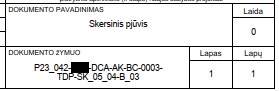 DOKUMENTO PAVADINIMAS
Laida
Skersinis pjūvis
0
DOKUMENTO ŽYMUO
Lapas
Lapų
P23_042- -DCA-AK-BC-0003-
TDP-SK_05_04-B_03
1
1